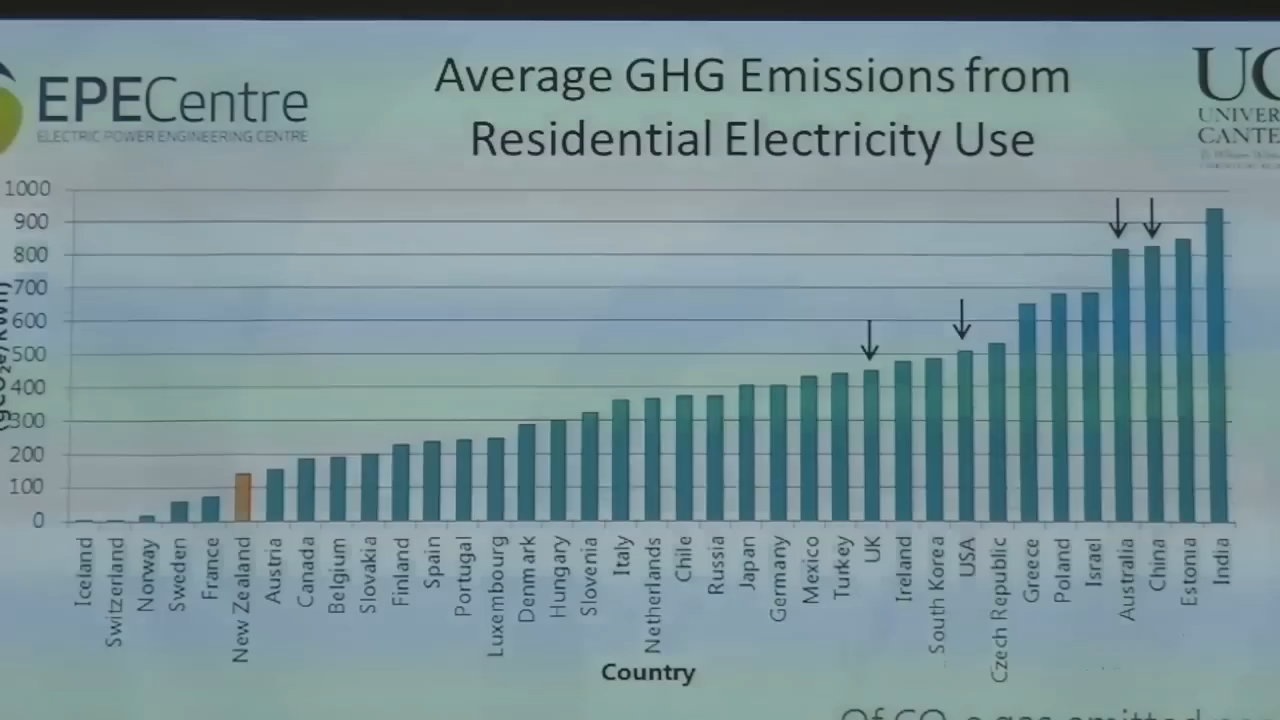 EPECentre
ELECTRIC POWER ENGINEERING CENTRE
Average GHG Emissions from
Residential Electricity Use
UC
UNIVER
CANTE
1000
900
800
700
600
500
400
300
200
100
0
Iceland
Switzerland
Norway
Sweden
France
New Zealand
Austria
Canada
Belgium
Slovakia
Finland
Spain
Portugal
Luxembourg
Denmark
Hungary
Slovenia
Italy
Netherlands
Chile
Russia
Japan
Germany
Mexico
Turkey
UK
Ireland
South Korea
USA
Czech Republic
Greece
Poland
Israel
Australia
China
Estonia
India
Country